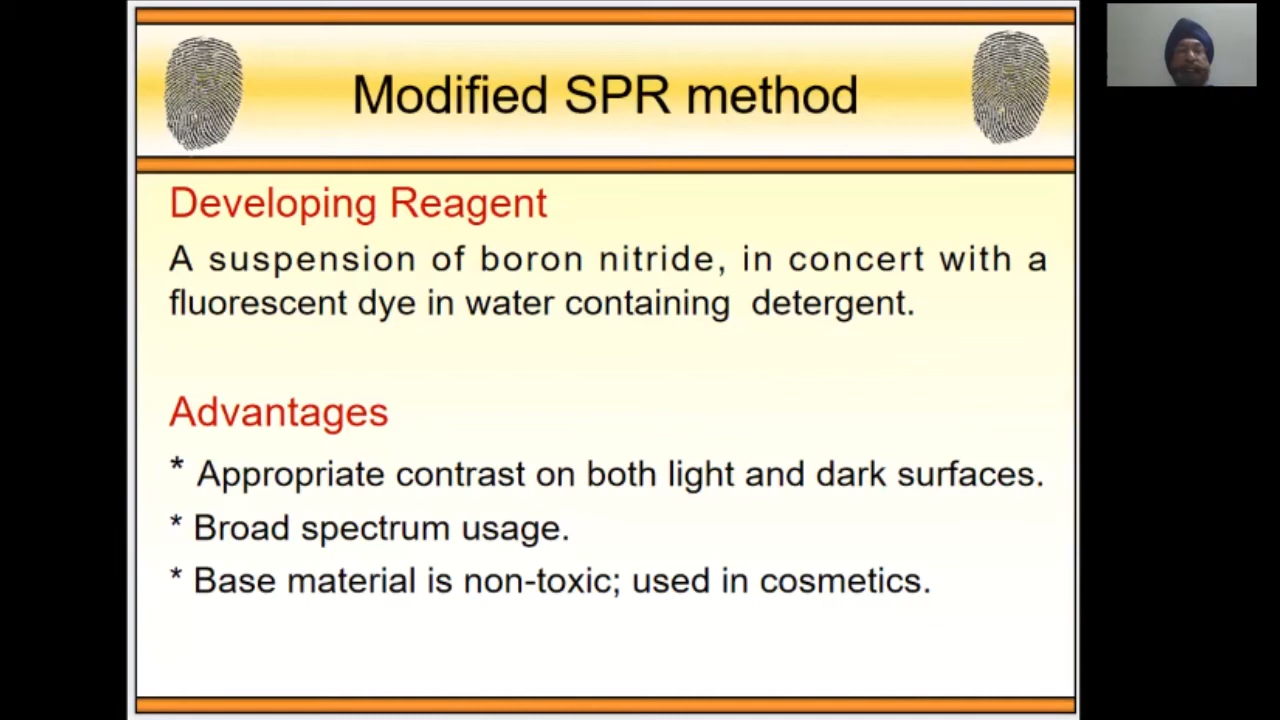 Modified SPR method
Developing Reagent
A suspension of boron nitride, in concert with a
fluorescent dye in water containing detergent.
Advantages
* Appropriate contrast on both light and dark surfaces.
* Broad spectrum usage.
* Base material is non-toxic; used in cosmetics.